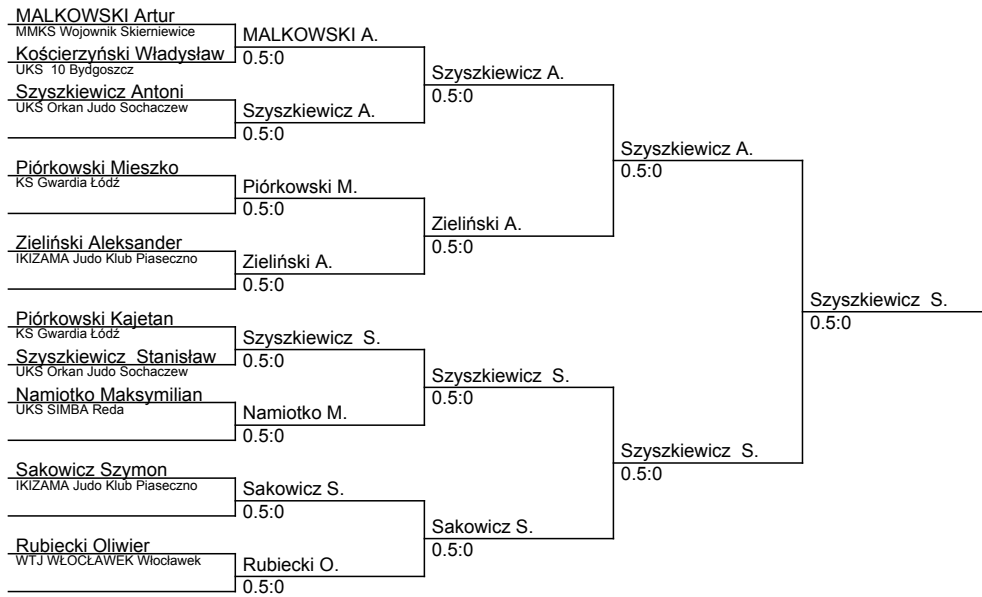 MALKOWSKI Artur
MMKS Wojownik Skierniewice
Kościerzyński Władysław
UKS 10 Bydgoszcz
Szyszkiewicz Antoni
UKS Orkan Judo Sochaczew
Piórkowski Mieszko
KS Gwardia Łódź
Zieliński Aleksander
IKIZAMA Judo Klub Piaseczno
Piórkowski Kajetan
KS Gwardia Łódź
Szyszkiewicz Stanisław
UKS Orkan Judo Sochaczew
Namiotko Maksymilian
UKS SIMBA Reda
Sakowicz Szymon
IKIZAMA Judo Klub Piaseczno
Rubiecki Oliwier
WTJ WŁOCŁAWEK Włocławek
MALKOWSKI A.
0.5:0
Szyszkiewicz A.
0.5:0
Piórkowski M.
0.5:0
Zieliński A.
0.5:0
Szyszkiewicz S.
0.5:0
Namiotko M.
0.5:0
Sakowicz S.
0.5:0
Rubiecki O.
0.5:0
Szyszkiewicz A.
0.5:0
Zieliński A.
0.5:0
Szyszkiewicz S.
0.5:0
Sakowicz S.
0.5:0
Szyszkiewicz A.
0.5:0
Szyszkiewicz S.
0.5:0
Szyszkiewicz S.
0.5:0